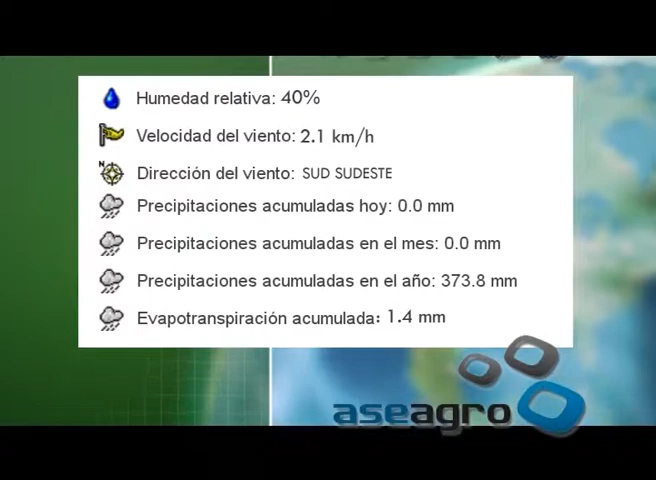 Humedad relativa: 40%
Velocidad del viento: 2.1 km/h
N
Dirección del viento: SUD SUDESTE
Precipitaciones acumuladas hoy: 0.0 mm
Precipitaciones acumuladas en el mes: 0.0 mm
Precipitaciones acumuladas en el año: 373.8 mm
Evapotranspiración acumulada: 1.4 mm
aseagro